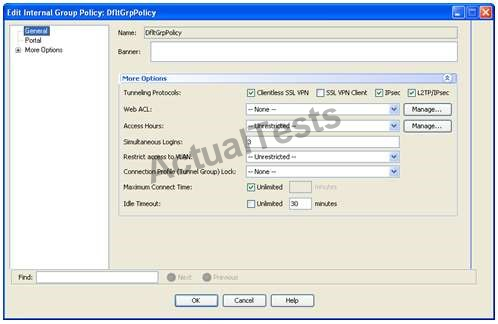 Edit Internal Group Policy: DfltGrpPolicy
General
Portal
More Options
Name: DfltGrpPolicy
Banner:
More Options
Tunneling Protocols: Clientless SSL VPN SSL VPN Client IPsec L2TP/IPsec
Web ACL: -- None -- Manage...
Access Hours: -- Unrestricted -- Manage...
Simultaneous Logins: 3
Restrict access to VLAN: -- Unrestricted --
Connection Profile (Tunnel Group) Lock: -- None --
Maximum Connect Time: Unlimited minutes
Idle Timeout: Unlimited 30 minutes
ActualTests
Find: Next Previous
OK Cancel Help